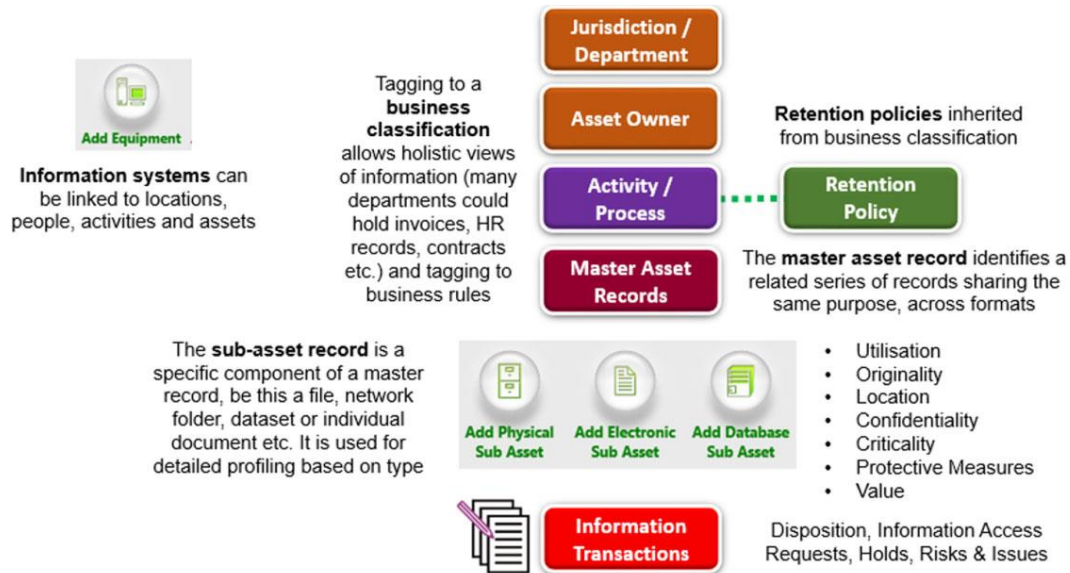 Jurisdiction /
Department
Add Equipment
Information systems can
be linked to locations,
people, activities and assets
Tagging to a
business
classification
allows holistic views
of information (many
departments could
hold invoices, HR
records, contracts
etc.) and tagging to
business rules
Asset Owner
Activity /
Process
Master Asset
Records
Retention policies inherited
from business classification
Retention
Policy
The master asset record identifies a
related series of records sharing the
same purpose, across formats
The sub-asset record is a
specific component of a master
record, be this a file, network
folder, dataset or individual
document etc. It is used for
detailed profiling based on type
Add Physical
Sub Asset
Add Electronic
Sub Asset
Add Database
Sub Asset
• Utilisation
• Originality
• Location
• Confidentiality
• Criticality
• Protective Measures
• Value
Information
Transactions
Disposition, Information Access
Requests, Holds, Risks & Issues